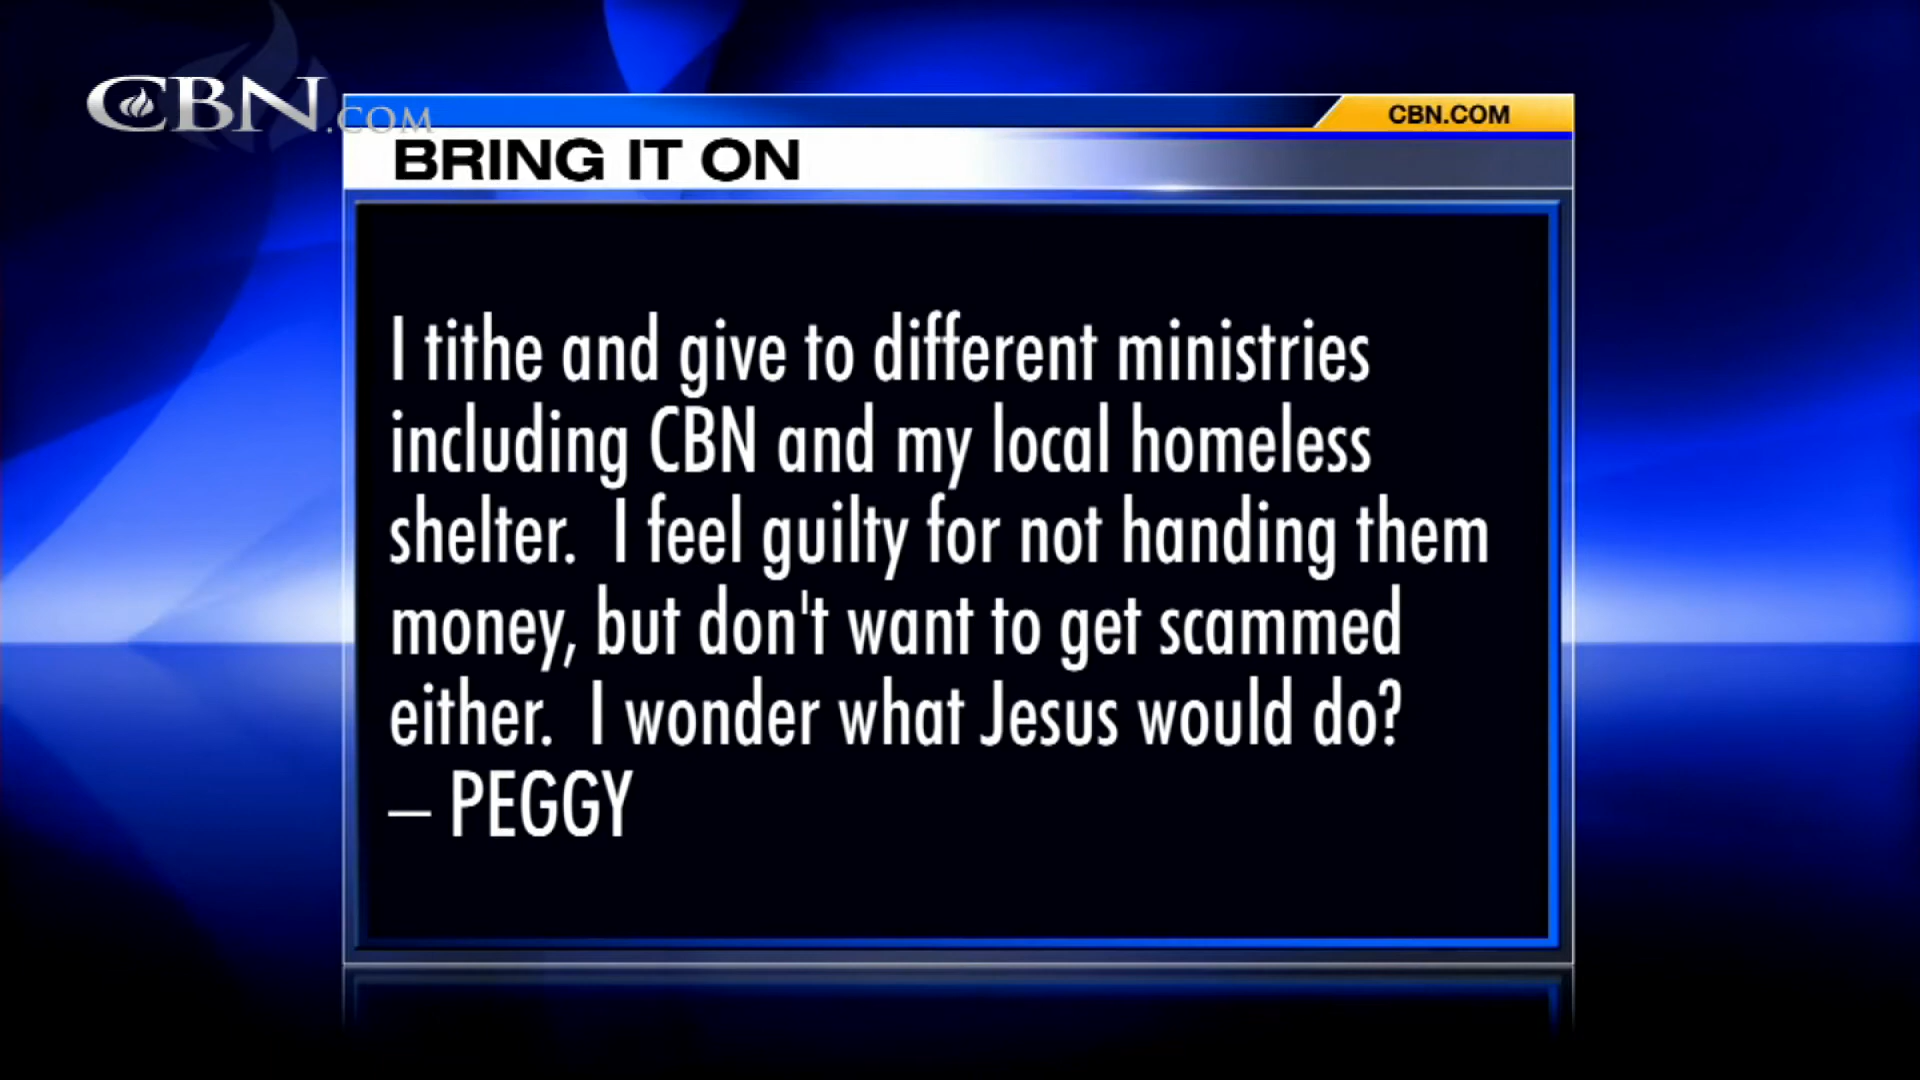 CBN.COM
CBN.COM
BRING IT ON
I tithe and give to different ministries
including CBN and my local homeless
shelter.  I feel guilty for not handing them
money, but don't want to get scammed
either.  I wonder what Jesus would do?
– PEGGY